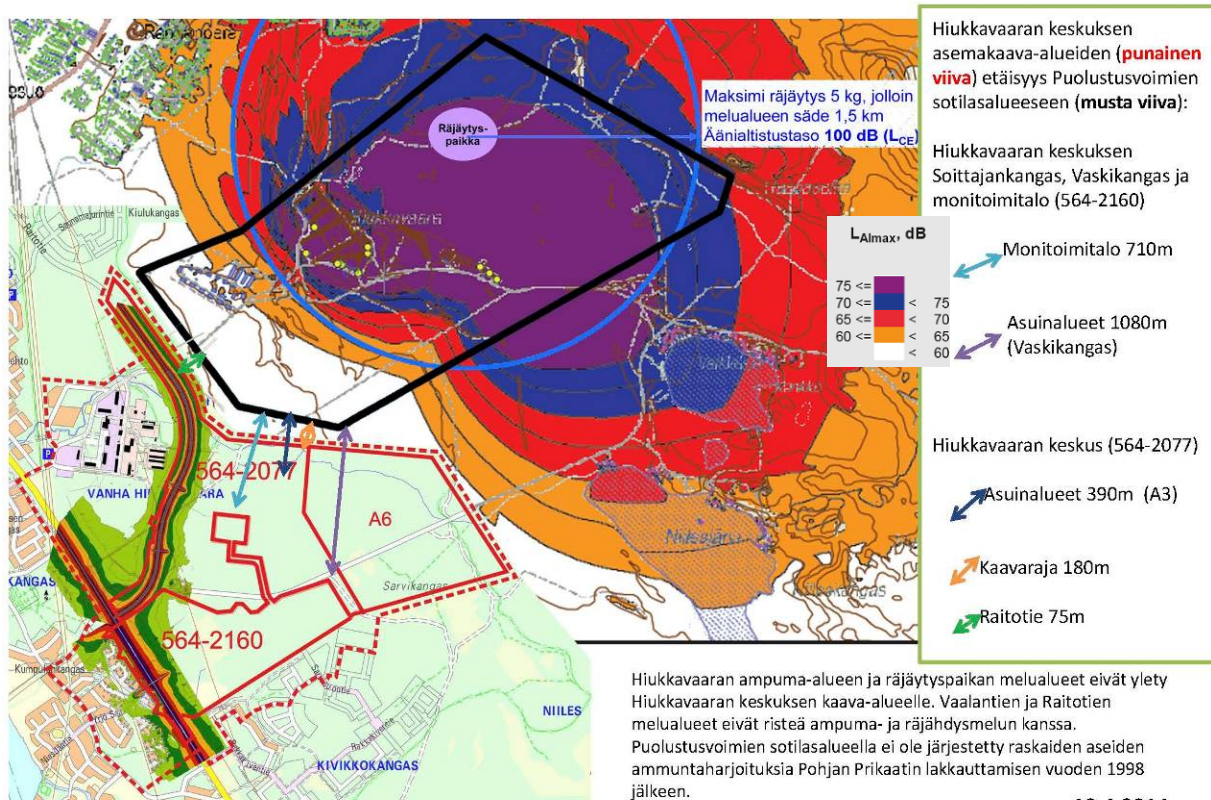 Räjäytys-
paikka
Maksimi räjäytys 5 kg, jolloin
melualueen säde 1,5 km
Äänialtistustaso 100 dB (LCE)
Hiukkavaaran keskuksen
asemakaava-alueiden (punainen
viiva) etäisyys Puolustusvoimien
sotilasalueeseen (musta viiva):
Hiukkavaaran keskuksen
Soittajankangas, Vaskikangas ja
monitoimitalo (564-2160)
Monitoimitalo 710m
Asuinalueet 1080m
(Vaskikangas)
Hiukkavaaran keskus (564-2077)
Asuinalueet 390m (A3)
Kaavaraja 180m
Raitotie 75m
LAImax, dB
75 <=
70 <= < 75
65 <= < 70
60 <= < 65
< 60
Kiulukangas
Raitotie
564-2077
A6
Sarvikangas
564-2160
KANGAS
NIILES
KIVIKKOKANGAS
Hiukkavaaran ampuma-alueen ja räjäytyspaikan melualueet eivät ylety
Hiukkavaaran keskuksen kaava-alueelle. Vaalantien ja Raitotien
melualueet eivät risteä ampuma- ja räjähdysmelun kanssa.
Puolustusvoimien sotilasalueella ei ole järjestetty raskaiden aseiden
ammuntaharjoituksia Pohjan Prikaatin lakkauttamisen vuoden 1998
jälkeen.